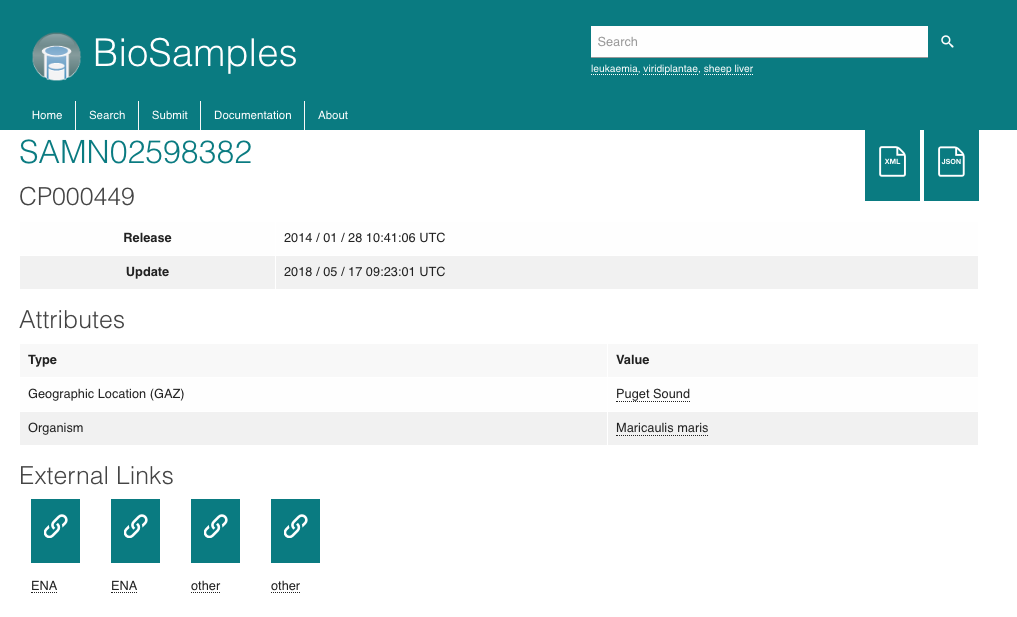 BioSamples
Search
leukaemia, viridiplantae, sheep liver
Home Search Submit Documentation About
SAMN02598382
XML JSON
CP000449
Release 2014 / 01 / 28 10:41:06 UTC
Update 2018 / 05 / 17 09:23:01 UTC
Attributes
Type Value
Geographic Location (GAZ) Puget Sound
Organism Maricaulis maris
External Links
ENA ENA other other